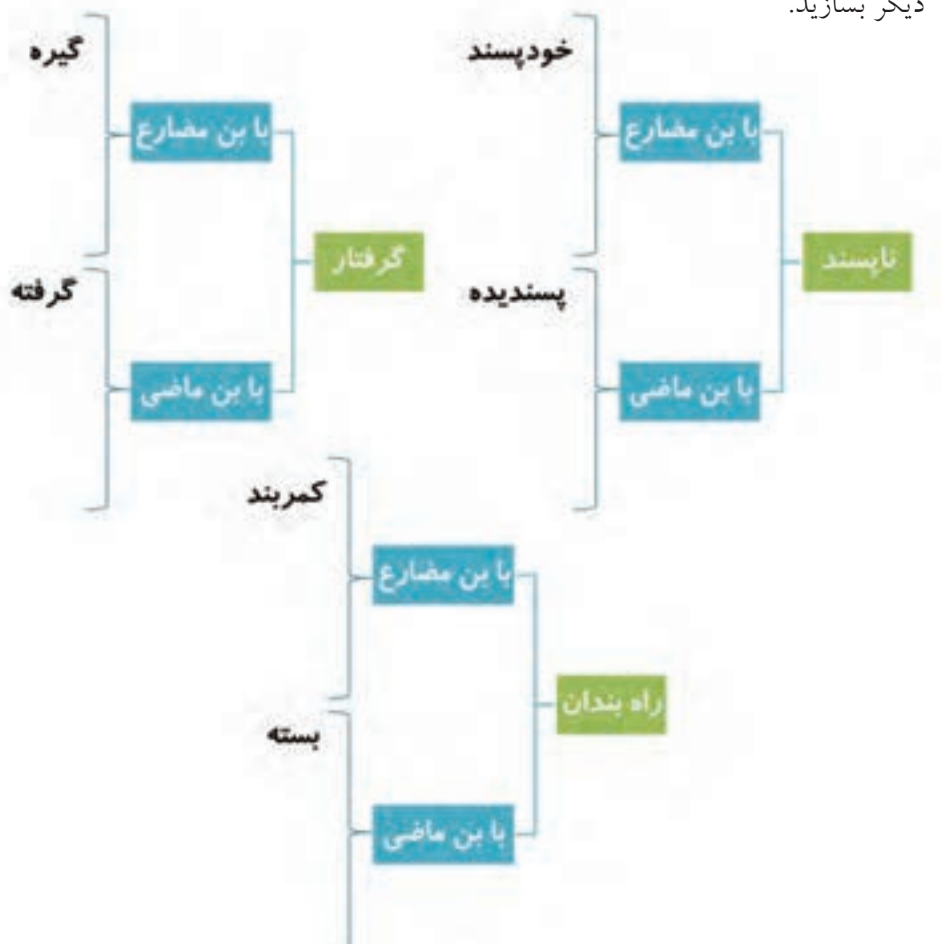 دیگر بسازید.
خودپسند
با بن مضارع
ناپسند
پسندیده
با بن ماضی
گیره
با بن مضارع
گرفتار
گرفته
با بن ماضی
کمربند
با بن مضارع
راه بندان
بسته
با بن ماضی